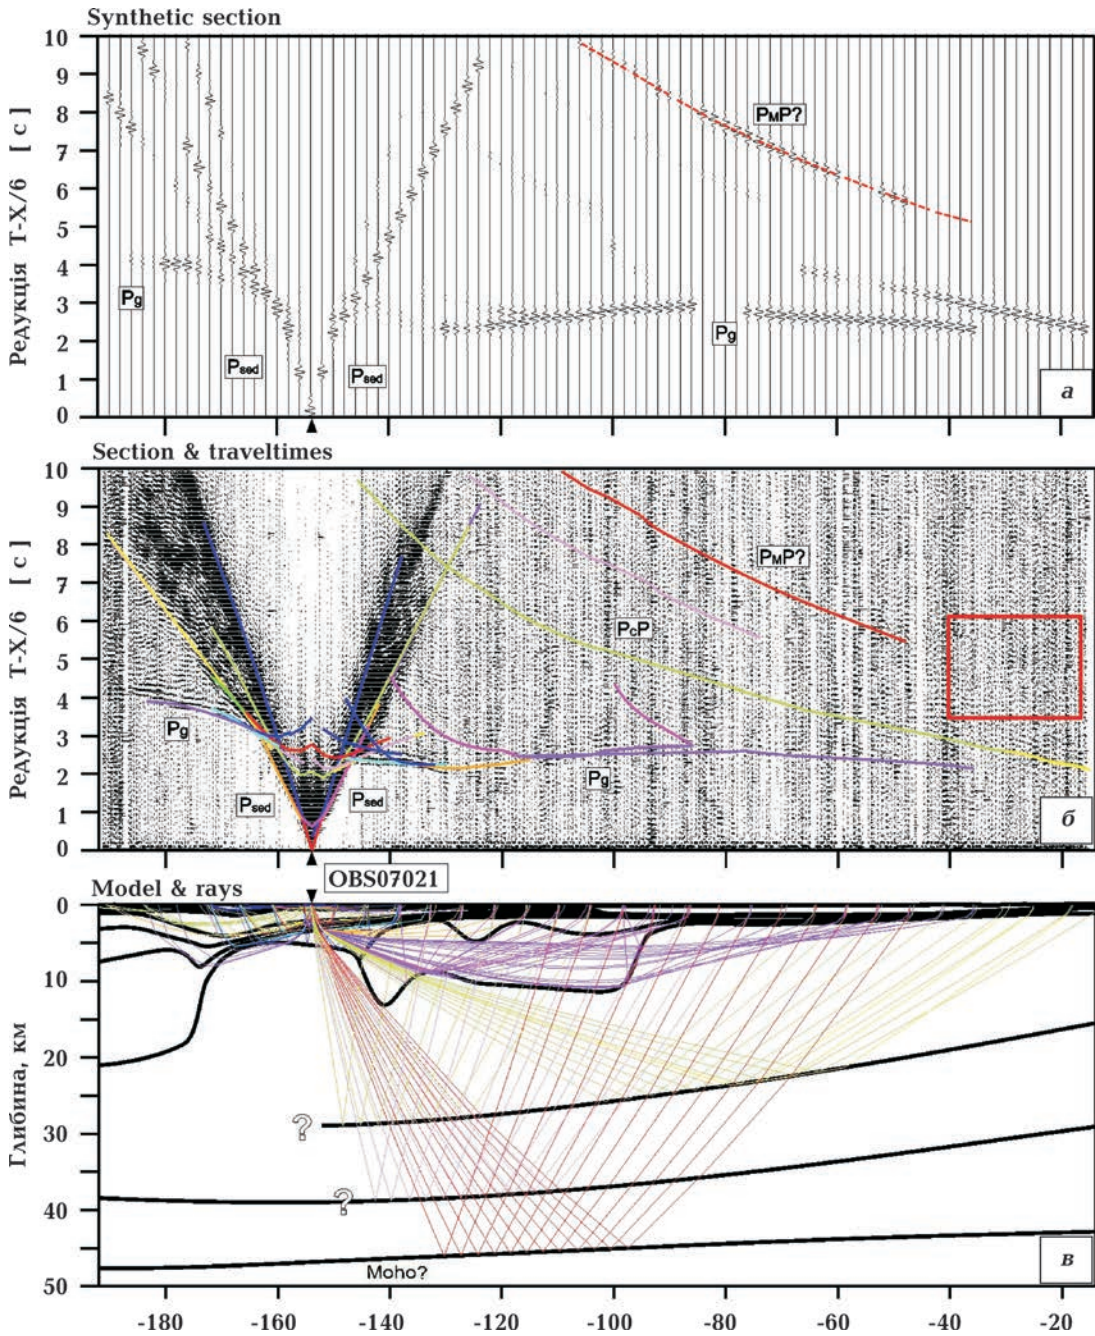 Synthetic section
10
9
8
7
6
5
4
3
2
1
0
Редукція T-X/6 [ c ]
PмP?
Pg
Pg
Psed
Psed
а
Section & traveltimes
10
9
8
7
6
5
4
3
2
1
0
Редукція T-X/6 [ c ]
PмP?
PcP
Pg
Pg
Psed
Psed
б
OBS07021
Model & rays
0
10
20
30
40
50
Глибина, км
?
?
Moho?
в
-180 -160 -140 -120 -100 -80 -60 -40 -20